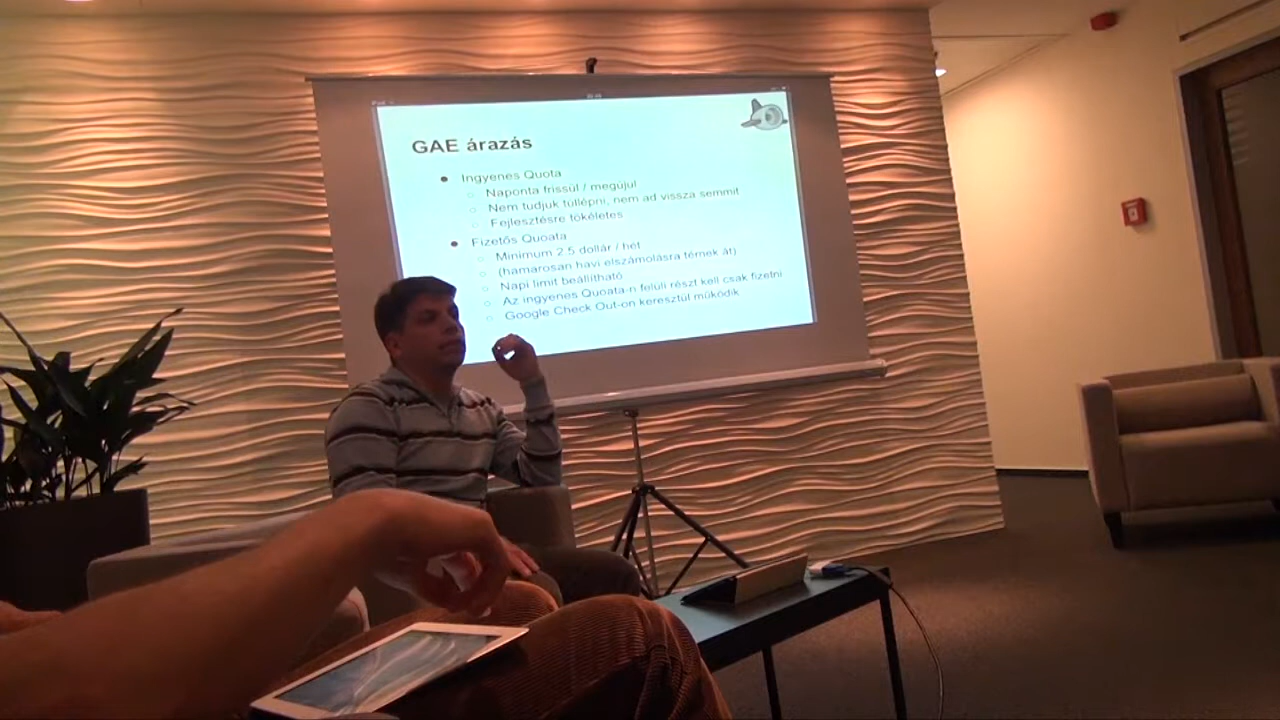 GAE árazás
Ingyenes Quota
Naponta frissül / megújul
Nem tudjuk túllépni, nem ad vissza semmit
Fejlesztésre tökéletes
Fizetős Quoata
Minimum 2.5 dollár / hét
(hamarosan havi elszámolásra térnek át)
Napi limit beállítható
Az ingyenes Quoata-n felüli részt kell csak fizetni
Google Check Out-on keresztül működik